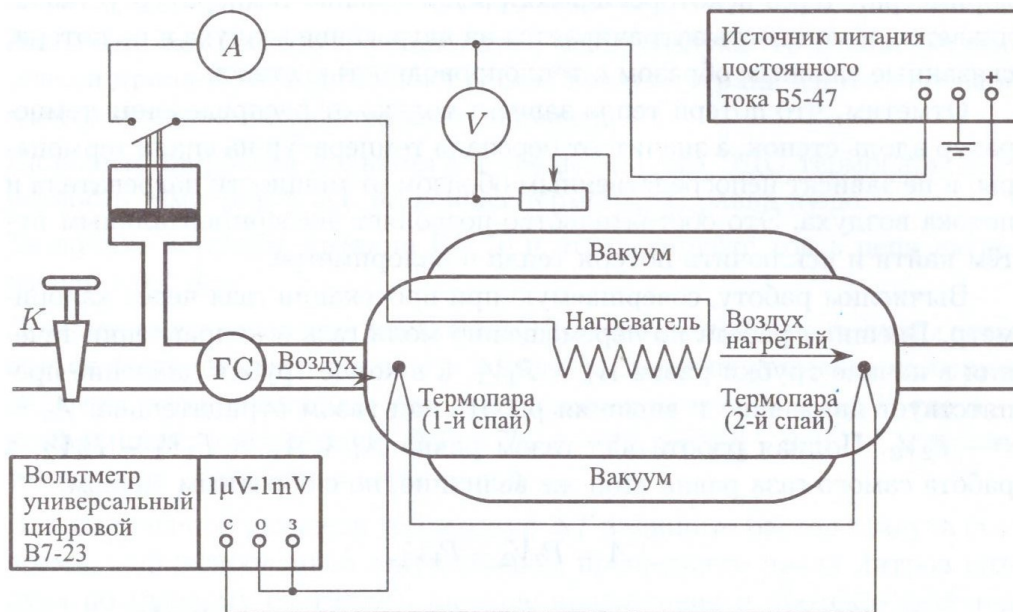 A
Источник питания
постоянного
тока Б5-47
- +
V
Вакуум
K
ГС
Воздух
Нагреватель
Воздух
нагретый
Термопара
(1-й спай)
Термопара
(2-й спай)
Вакуум
Вольтметр
универсальный
цифровой
В7-23
1μV-1mV
с о з